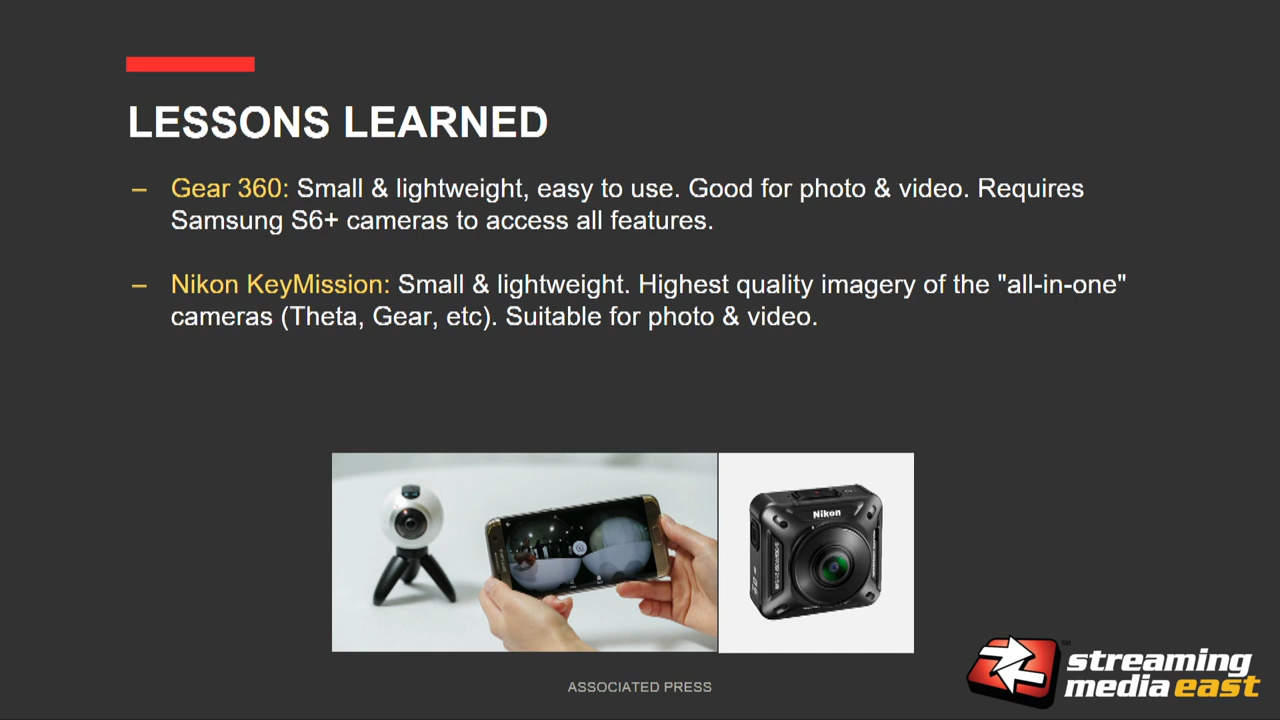 LESSONS LEARNED
– Gear 360: Small & lightweight, easy to use. Good for photo & video. Requires
Samsung S6+ cameras to access all features.
– Nikon KeyMission: Small & lightweight. Highest quality imagery of the "all-in-one"
cameras (Theta, Gear, etc). Suitable for photo & video.
Nikon
ASSOCIATED PRESS
SM
streaming
media east